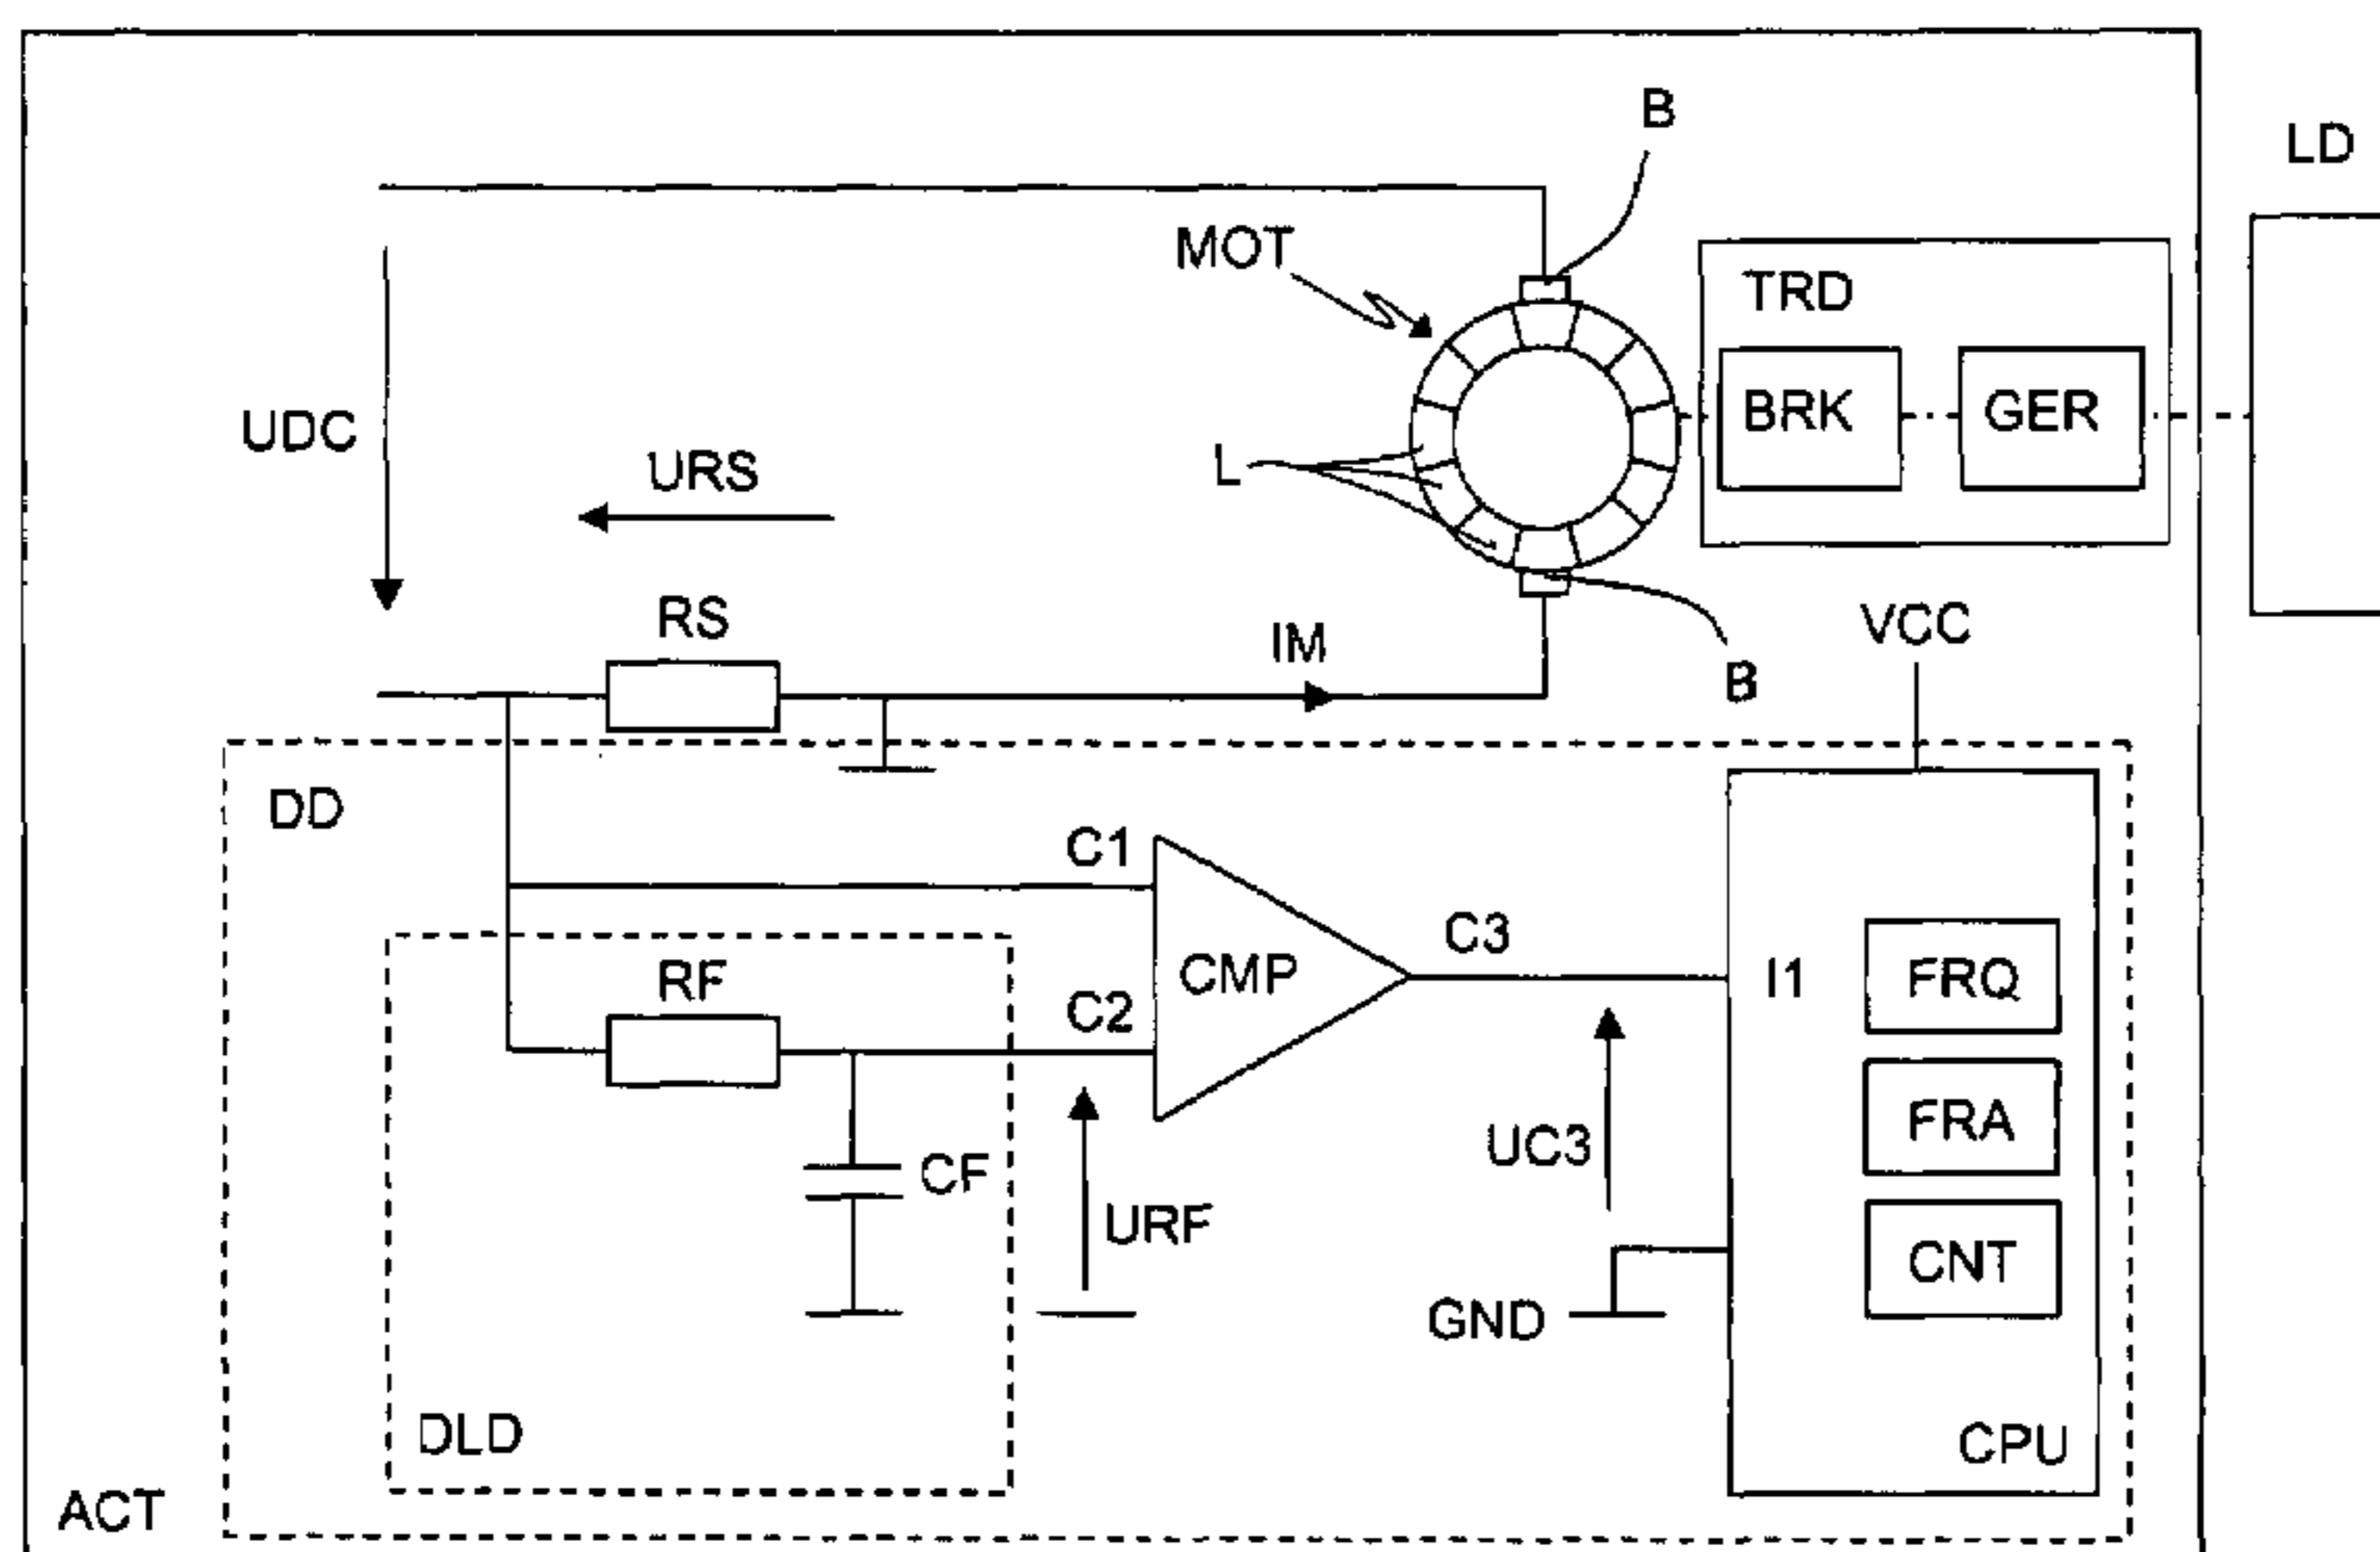 B
LD
MOT
TRD
BRK
GER
UDC
URS
L
RS
IM
VCC
B
DD
C1
C3
CMP
RF
C2
I1
FRQ
FRA
UC3
CF
URF
CNT
GND
DLD
CPU
ACT